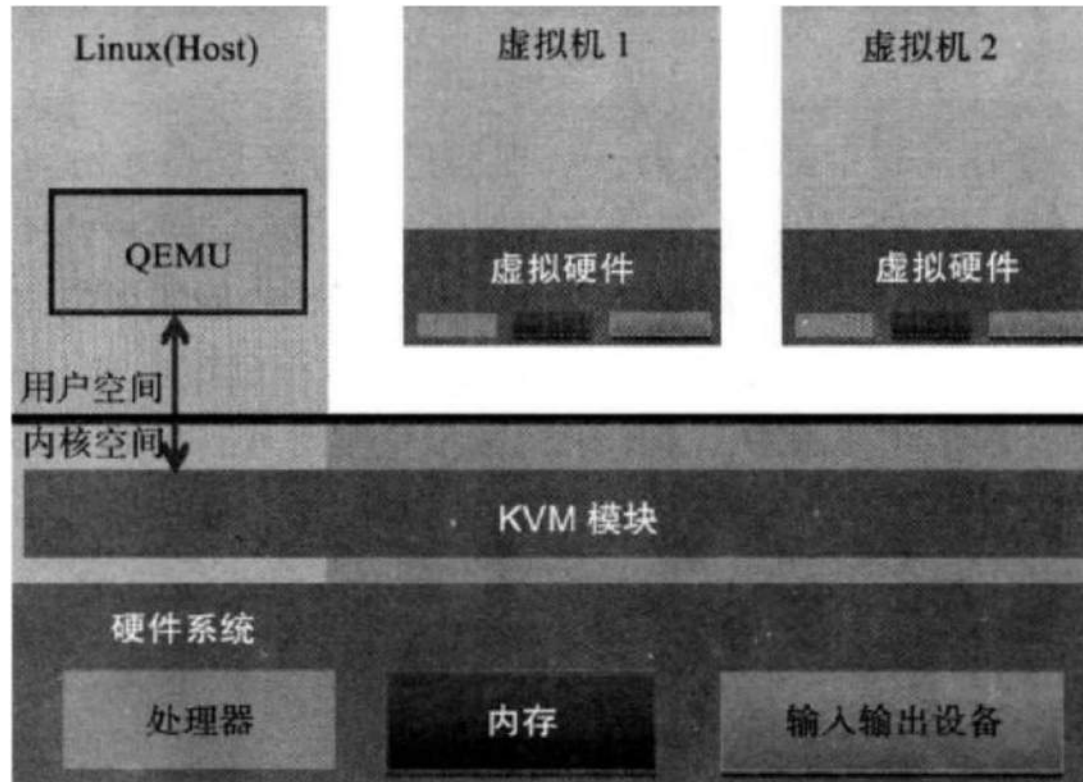 Linux(Host)
虚拟机 1
虚拟机 2
QEMU
虚拟硬件
虚拟硬件
用户空间
内核空间
KVM 模块
硬件系统
处理器
内存
输入输出设备